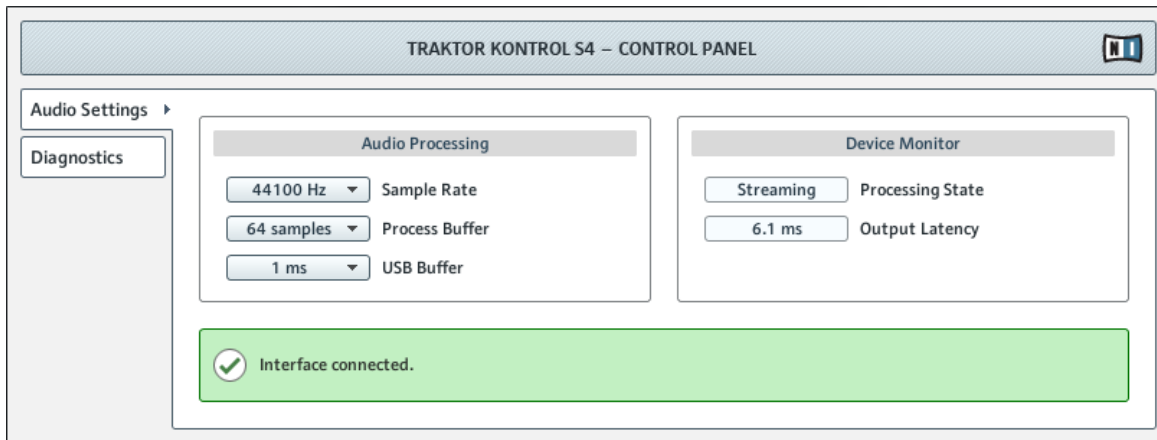 TRAKTOR KONTROL S4 – CONTROL PANEL
N I
Audio Settings
Diagnostics
Audio Processing
44100 Hz Sample Rate
64 samples Process Buffer
1 ms USB Buffer
Device Monitor
Streaming Processing State
6.1 ms Output Latency
Interface connected.